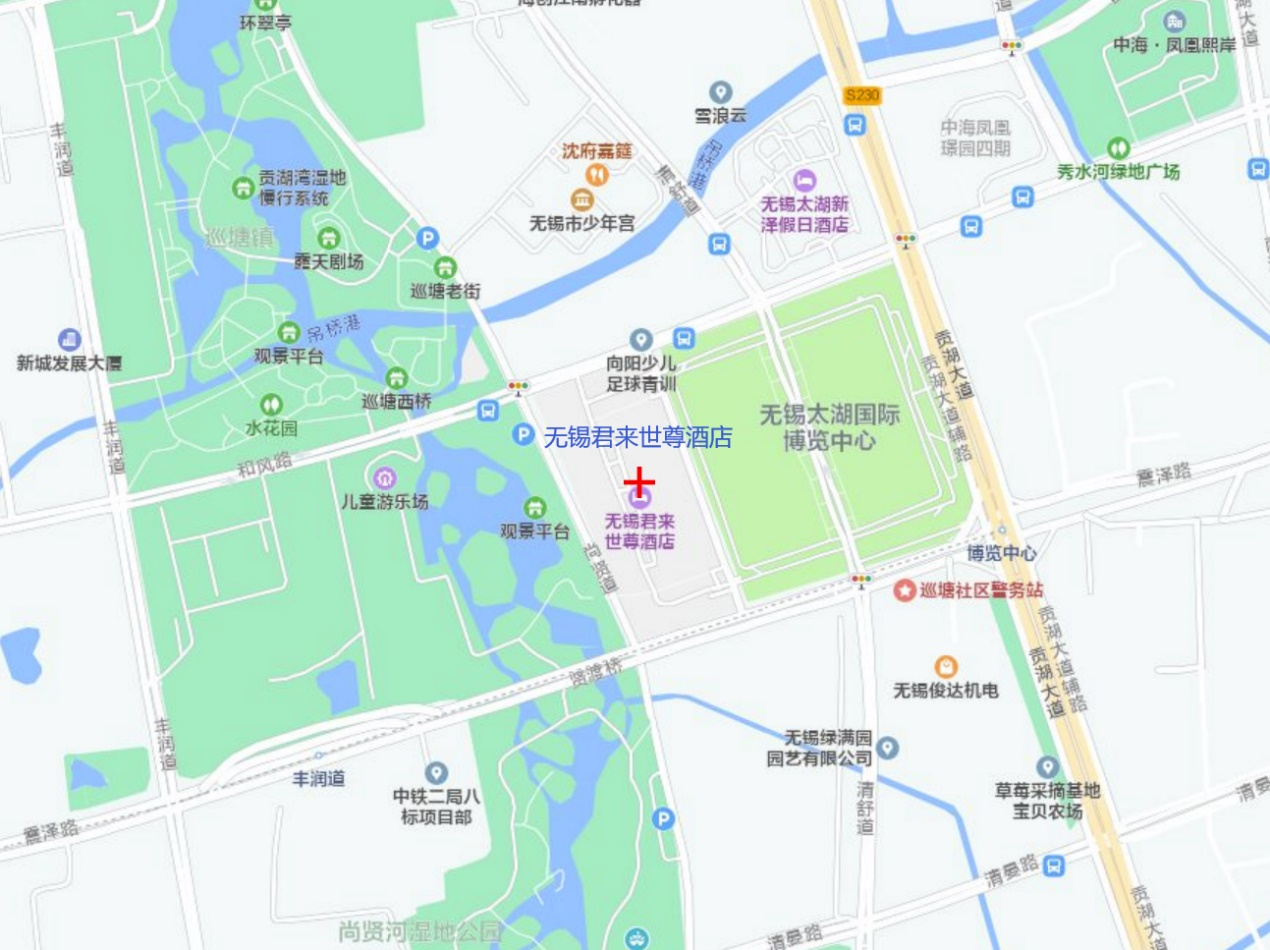 环翠亭
中海·凤凰熙岸
雪浪云
S230
中海凤凰
璟园四期
丰润道
沈府嘉筵
吊桥港
清舒道
秀水河绿地广场
贡湖湾湿地
慢行系统
无锡太湖新
泽假日酒店
无锡市少年宫
巡塘镇
P
露天剧场
巡塘老街
吊桥港
新城发展大厦
观景平台
向阳少儿
足球青训
贡湖大道
贡湖大道辅路
巡塘西桥
水花园
无锡太湖国际
博览中心
P
无锡君来世尊酒店
丰润道
和风路
震泽路
儿童游乐场
观景平台
无锡君来
世尊酒店
尚贤道
博览中心
巡塘社区警务站
贡湖大道辅路
贡湖大道
贤渡桥
无锡俊达机电
丰润道
无锡绿满园
园艺有限公司
丰润道
中铁二局八
标项目部
草莓采摘基地
宝贝农场
清舒道
P
震泽路
清晏路
清晏
贡湖大道
尚贤河湿地公园
清晏路